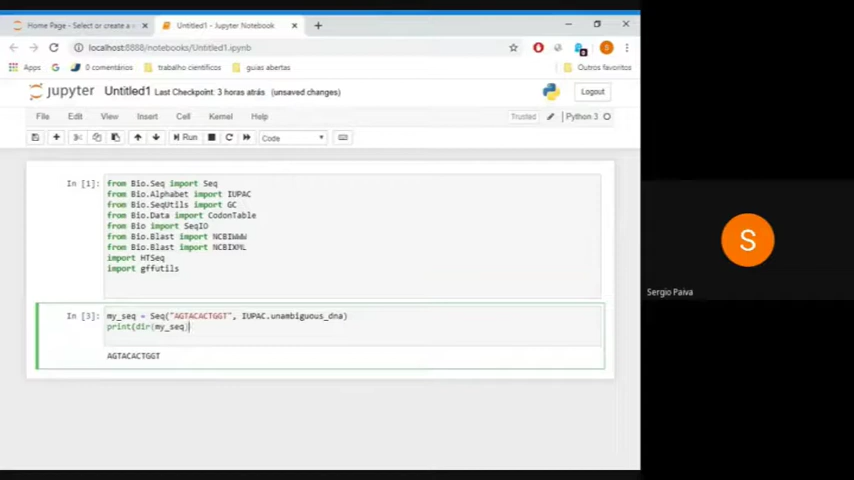 Home Page - Select or create a n
Untitled1 - Jupyter Notebook
localhost:8888/notebooks/Untitled1.ipynb
S
Apps
G
0 comentários
trabalho científicos
guias abertas
Outros favoritos
jupyter Untitled1 Last Checkpoint: 3 horas atrás (unsaved changes)
Logout
File Edit View Insert Cell Kernel Help
Trusted
Python 3
Run
Code
In [1]
from Bio.Seq import Seq
from Bio.Alphabet import IUPAC
from Bio.SeqUtils import GC
from Bio.Data import CodonTable
from Bio import SeqIO
from Bio.Blast import NCBIWWW
from Bio.Blast import NCBIXML
import HTSeq
import gffutils
In [3]: my_seq = Seq("AGTACACTGGT", IUPAC.unambiguous_dna)
print(dir(my_seq)
AGTACACTGGT
S
Sergio Paiva